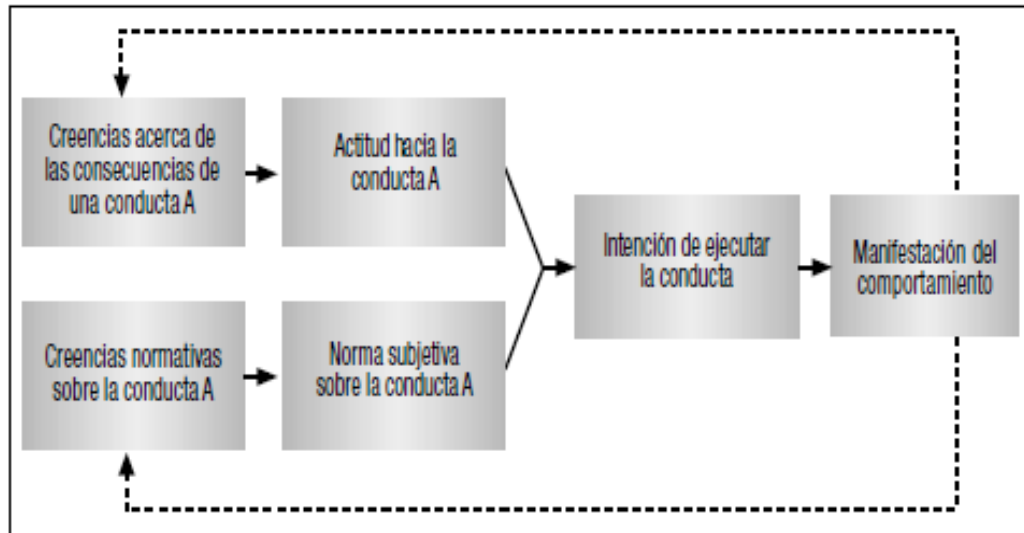 Creencias acerca de
las consecuencias de
una conducta A
Actitud hacia la
conducta A
Creencias normativas
sobre la conducta A
Norma subjetiva
sobre la conducta A
Intención de ejecutar
la conducta
Manifestación del
comportamiento